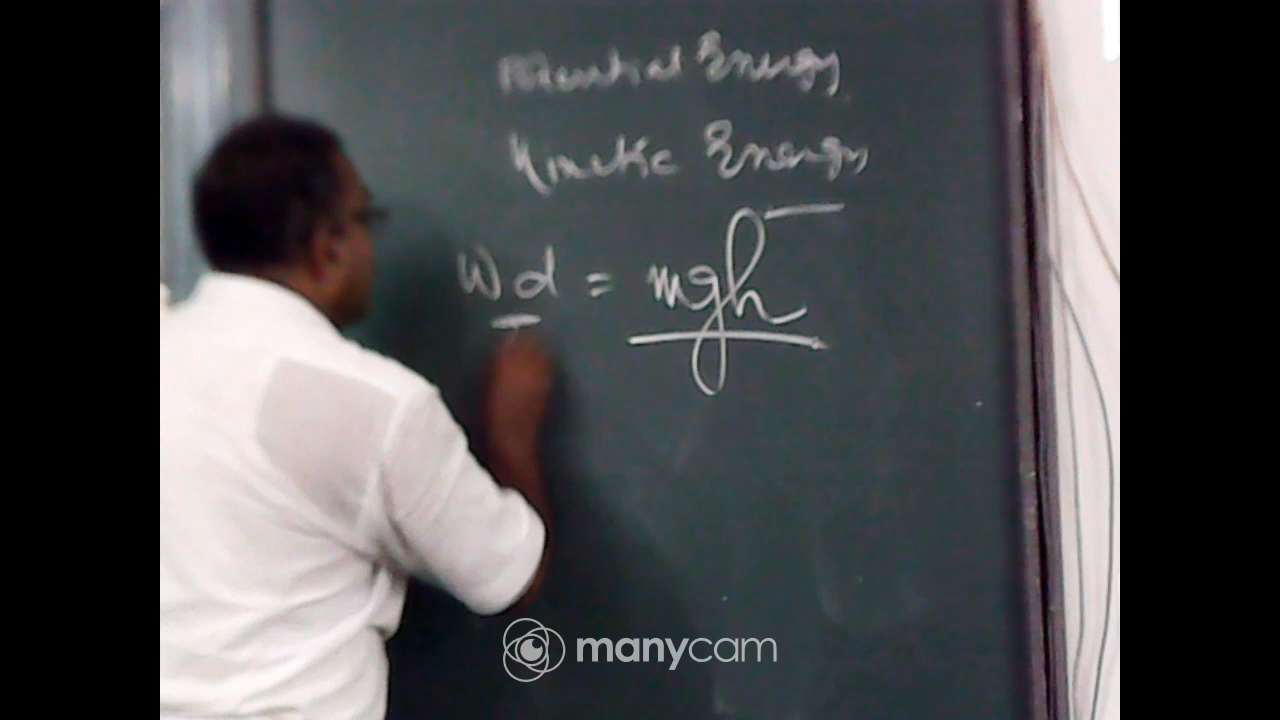 Potential Energy
Kinetic Energy
Wd = mgh
manycam